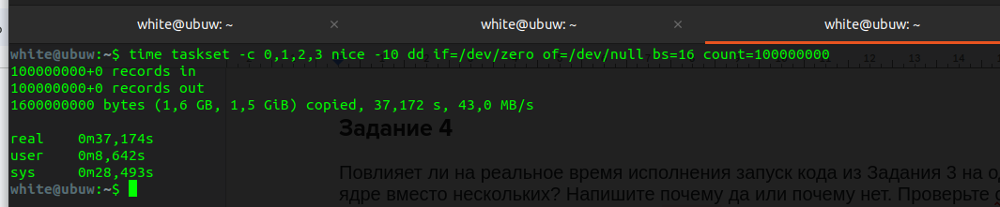 white@ubuw: ~ × white@ubuw: ~ × white@ubuw: ~
white@ubuw:~$ time taskset -c 0,1,2,3 nice -10 dd if=/dev/zero of=/dev/null bs=16 count=100000000
100000000+0 records in
100000000+0 records out
1600000000 bytes (1,6 GB, 1,5 GiB) copied, 37,172 s, 43,0 MB/s
Задание 4
real 0m37,174s
user 0m8,642s
sys 0m28,493s
Повлияет ли на реальное время исполнения запуск кода из Задания 3 на
white@ubuw:~$
ядре вместо нескольких? Напишите почему да или почему нет. Проверьте